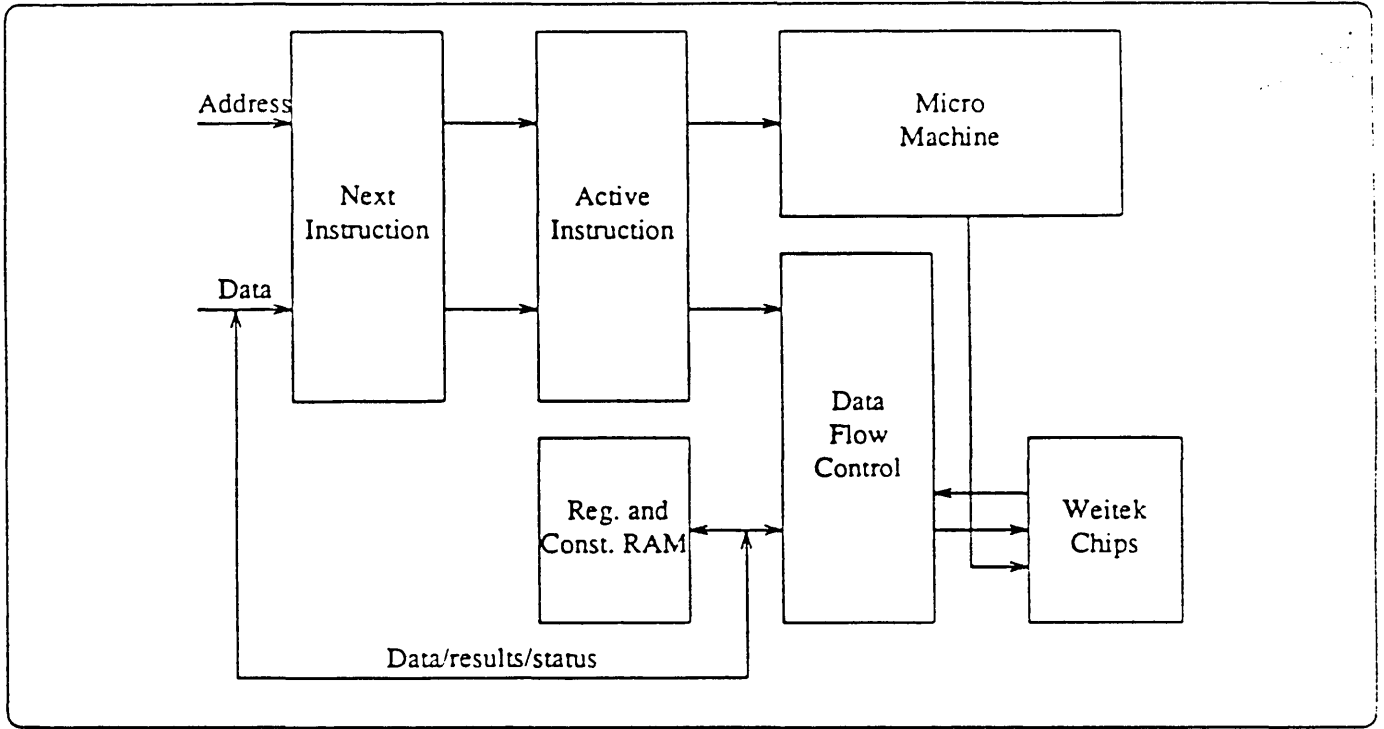 Address
Next
Instruction
Active
Instruction
Micro
Machine
Data
Data
Flow
Control
Reg. and
Const. RAM
Weitek
Chips
Data/results/status